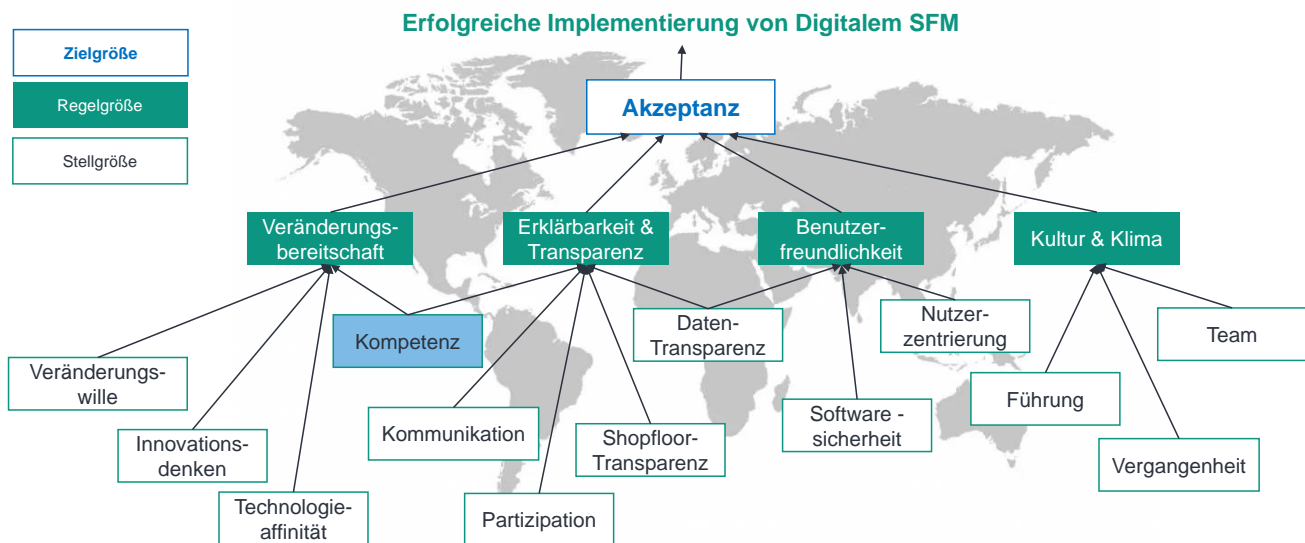 Erfolgreiche Implementierung von Digitalem SFM
Zielgröße
Regelgröße
Stellgröße
Akzeptanz
Veränderungs-
bereitschaft
Erklärbarkeit &
Transparenz
Benutzer-
freundlichkeit
Kultur & Klima
Kompetenz
Daten-
Transparenz
Nutzer-
zentrierung
Team
Veränderungs-
wille
Führung
Innovations-
denken
Kommunikation
Shopfloor-
Transparenz
Software -
sicherheit
Vergangenheit
Technologie-
affinität
Partizipation